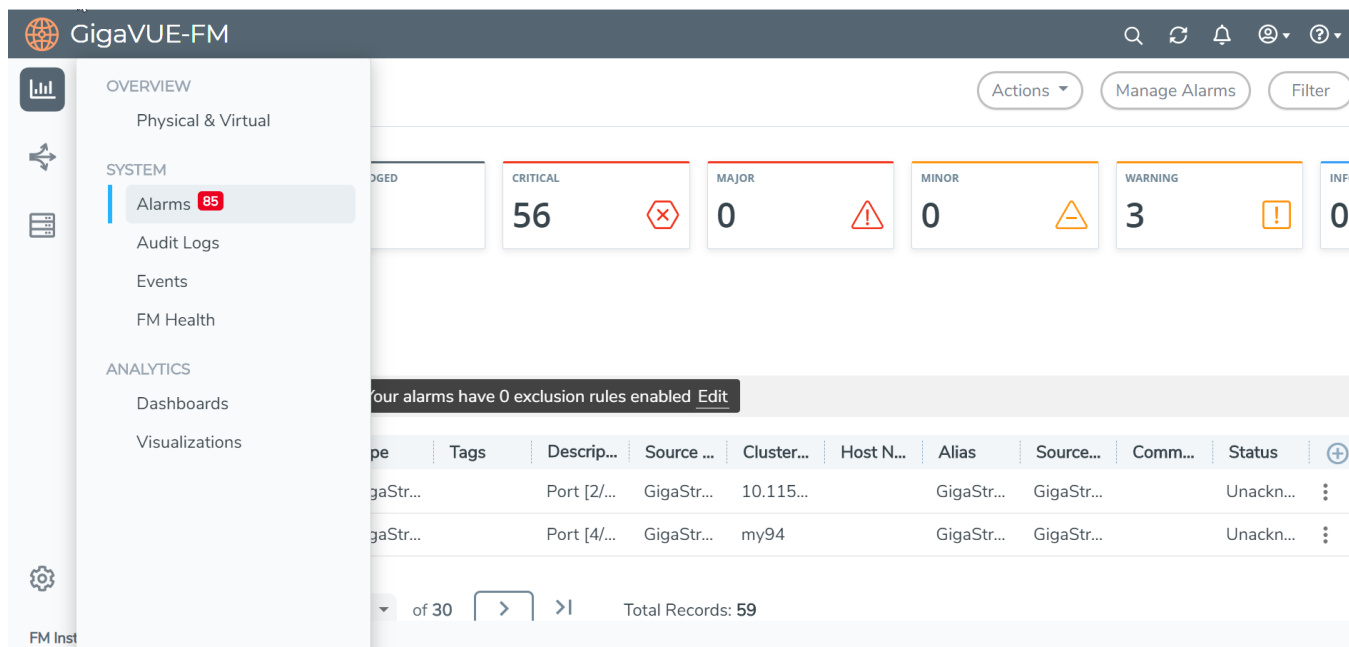 GigaVUE-FM
OVERVIEW
Physical & Virtual
SYSTEM
Alarms 85
Audit Logs
Events
FM Health
ANALYTICS
Dashboards
Visualizations
FM Inst
Actions Manage Alarms Filter
DGED CRITICAL MAJOR MINOR WARNING INF
56 0 0 3 0
Your alarms have 0 exclusion rules enabled Edit
pe Tags Descrip... Source ... Cluster... Host N... Alias Source... Comm... Status
gaStr... Port [2/... GigaStr... 10.115... GigaStr... GigaStr... Unackn...
gaStr... Port [4/... GigaStr... my94 GigaStr... GigaStr... Unackn...
of 30 Total Records: 59